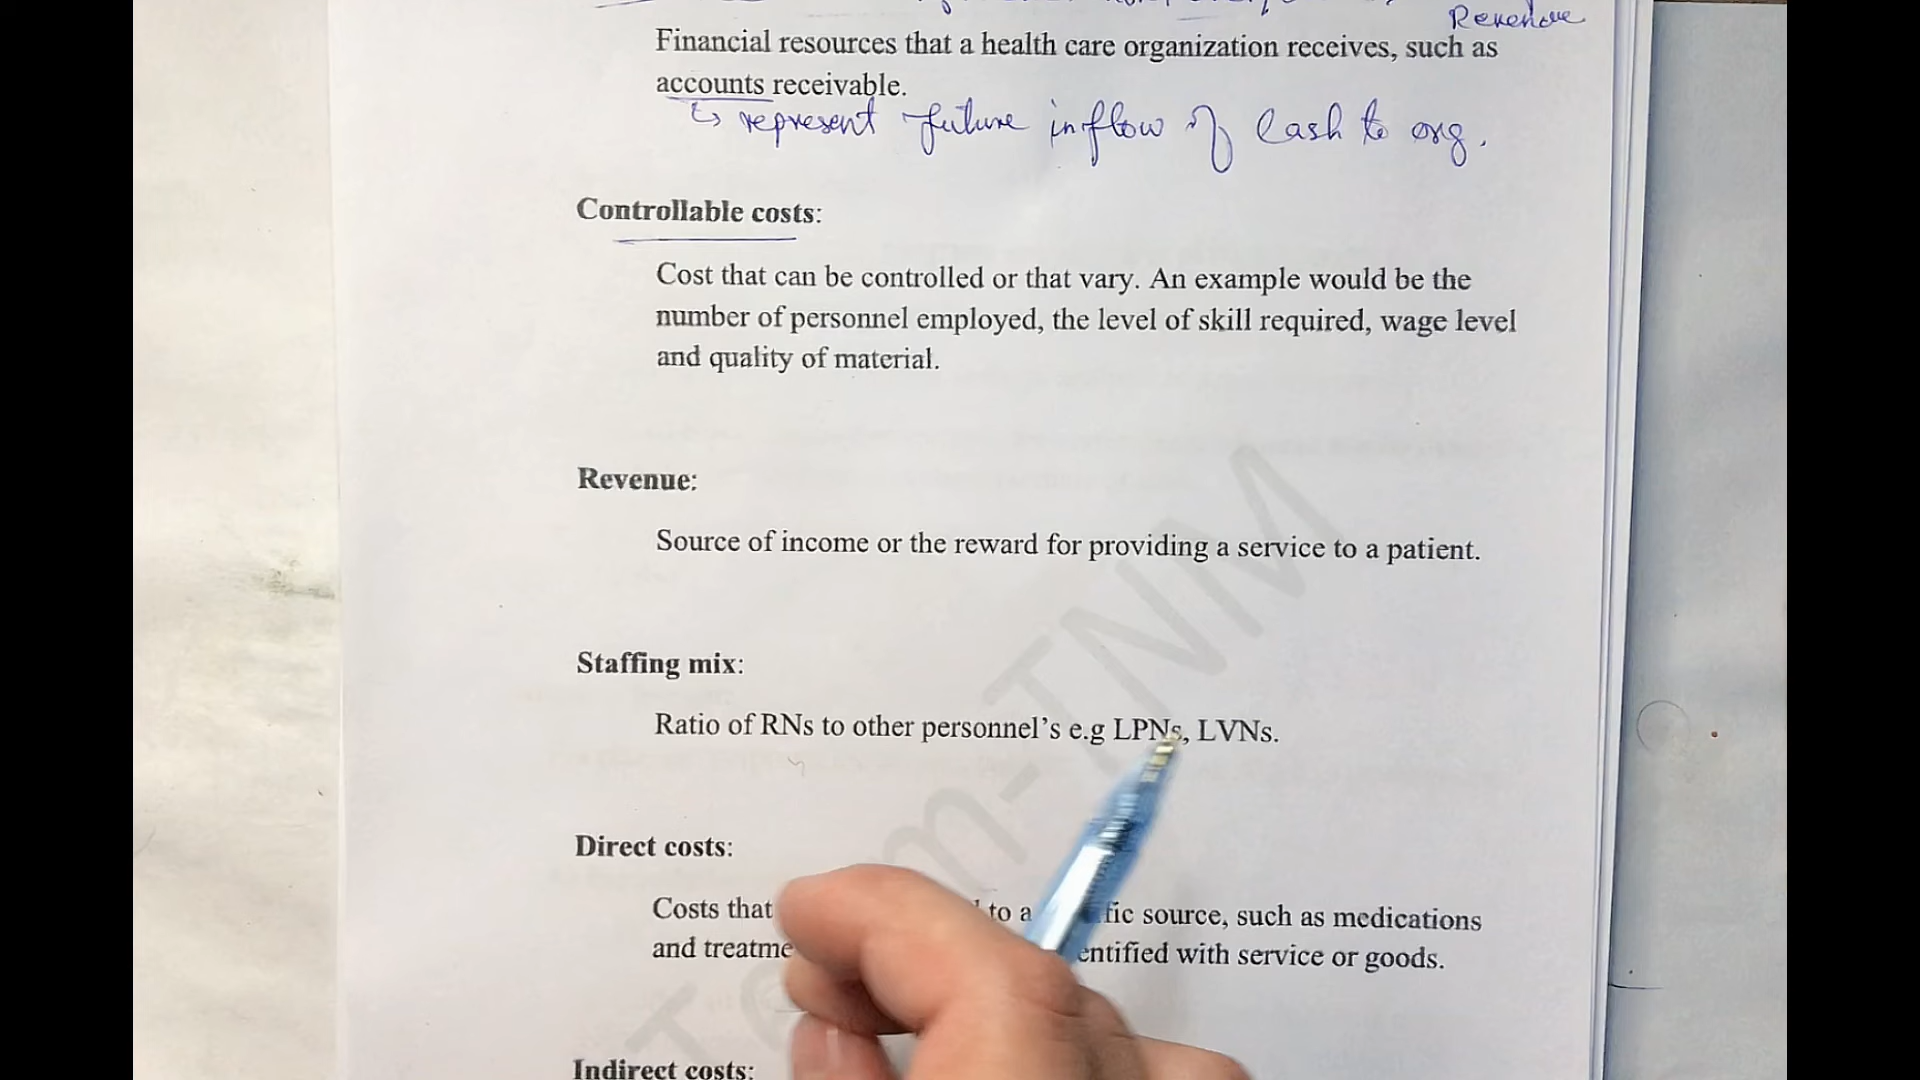 Revenue
Financial resources that a health care organization receives, such as
accounts receivable.
↳ represent future inflow of Cash to org.
Controllable costs:
Cost that can be controlled or that vary. An example would be the
number of personnel employed, the level of skill required, wage level
and quality of material.
Revenue:
Source of income or the reward for providing a service to a patient.
Staffing mix:
Ratio of RNs to other personnel’s e.g LPNs, LVNs.
Direct costs:
Costs that to a source, such as medications
and with service or goods.
Indirect costs:
Team-TNM